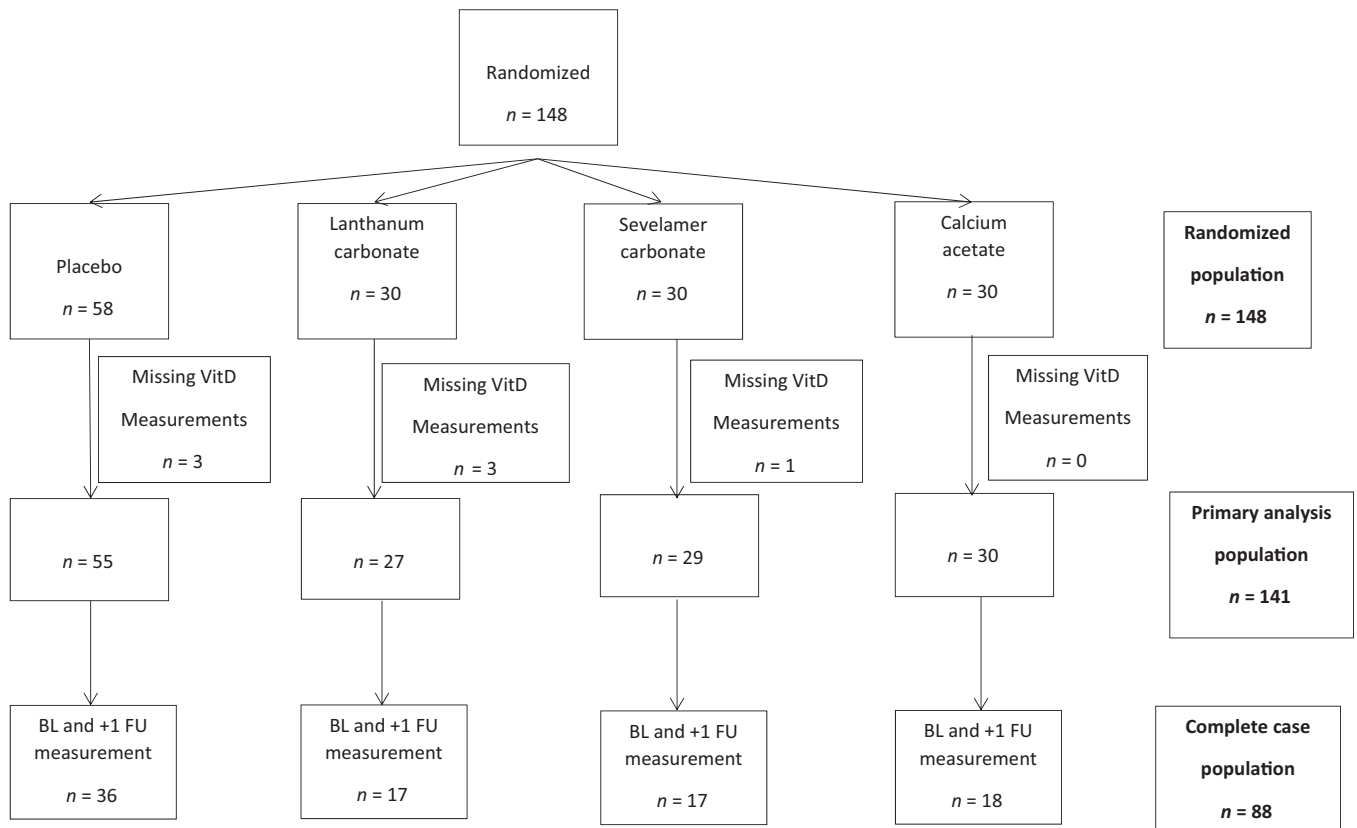 Randomized
n = 148
Placebo
n = 58
Lanthanum
carbonate
n = 30
Sevelamer
carbonate
n = 30
Calcium
acetate
n = 30
Randomized
population
n = 148
Missing VitD
Measurements
n = 3
Missing VitD
Measurements
n = 3
Missing VitD
Measurements
n = 1
Missing VitD
Measurements
n = 0
n = 55
n = 27
n = 29
n = 30
Primary analysis
population
n = 141
BL and +1 FU
measurement
n = 36
BL and +1 FU
measurement
n = 17
BL and +1 FU
measurement
n = 17
BL and +1 FU
measurement
n = 18
Complete case
population
n = 88